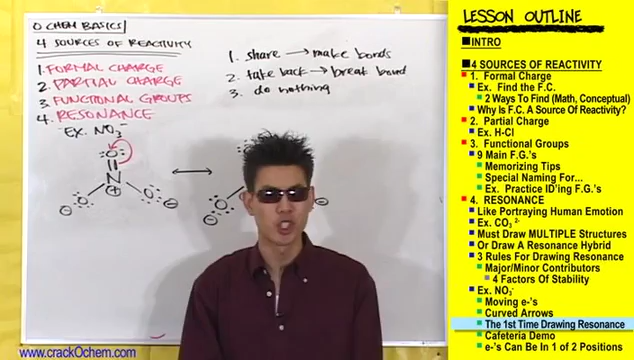 O CHEM BASICS
4 SOURCES OF REACTIVITY
1. FORMAL CHARGE
2. PARTIAL CHARGE
3. FUNCTIONAL GROUPS
4. RESONANCE
EX. NO₃⁻
O
N ⊕
⊖ O O ⊖
1. share → make bonds
2. take back → break bond
3. do nothing
O
⊖
⊖
www.crackOchem.com
LESSON OUTLINE
INTRO
4 SOURCES OF REACTIVITY
1. Formal Charge
Ex. Find the F.C.
2 Ways To Find (Math, Conceptual)
Why Is F.C. A Source Of Reactivity?
2. Partial Charge
Ex. H-Cl
3. Functional Groups
9 Main F.G.'s
Memorizing Tips
Special Naming For...
Ex. Practice ID'ing F.G.'s
4. RESONANCE
Like Portraying Human Emotion
Ex. CO₃ ²⁻
Must Draw MULTIPLE Structures
Or Draw A Resonance Hybrid
3 Rules For Drawing Resonance
Major/Minor Contributors
4 Factors Of Stability
Ex. NO₃⁻
Moving e-'s
Curved Arrows
The 1st Time Drawing Resonance
Cafeteria Demo
e-'s Can Be In 1 of 2 Positions